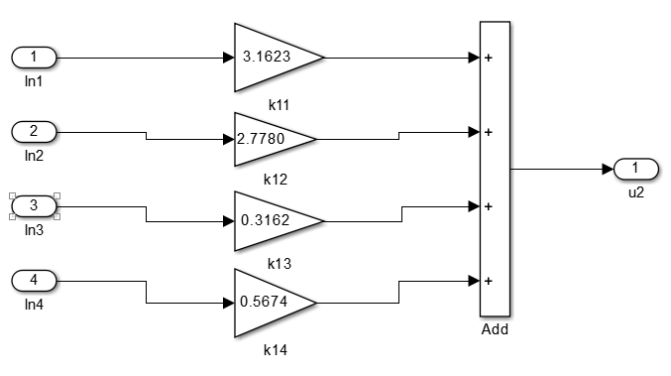 1
In1
3.1623
k11
+
2
In2
2.7780
k12
+
3
In3
0.3162
k13
+
4
In4
0.5674
k14
+
Add
1
u2